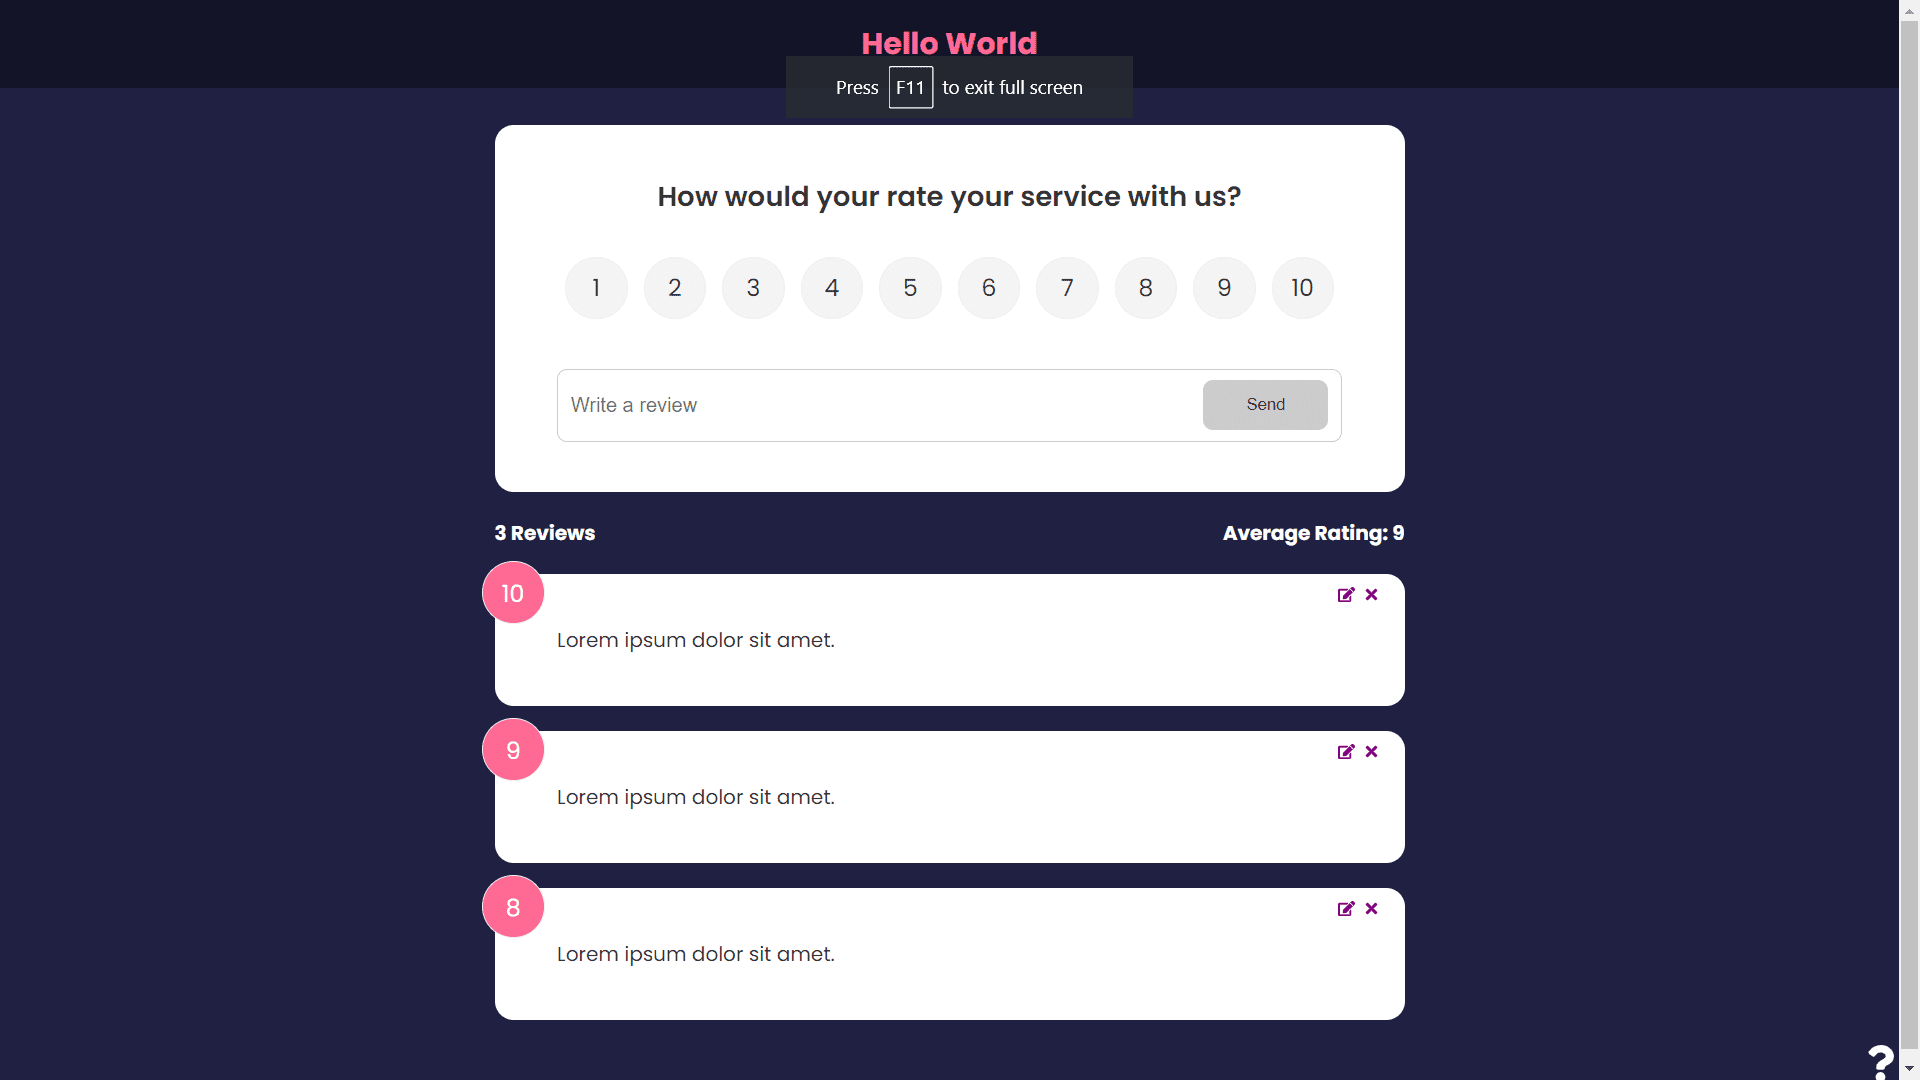 Hello World
Press F11 to exit full screen
How would your rate your service with us?
1 2 3 4 5 6 7 8 9 10
Write a review Send
3 Reviews Average Rating: 9
10
Lorem ipsum dolor sit amet.
9
Lorem ipsum dolor sit amet.
8
Lorem ipsum dolor sit amet.
?